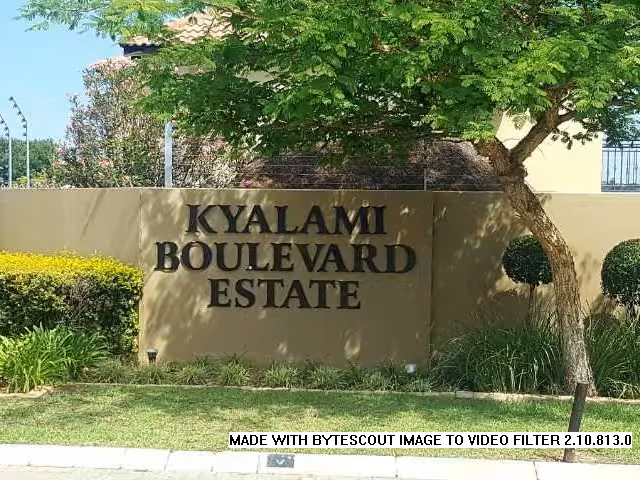 KYALAMI
BOULEVARD
ESTATE
MADE WITH BYTESCOUT IMAGE TO VIDEO FILTER 2.10.813.0